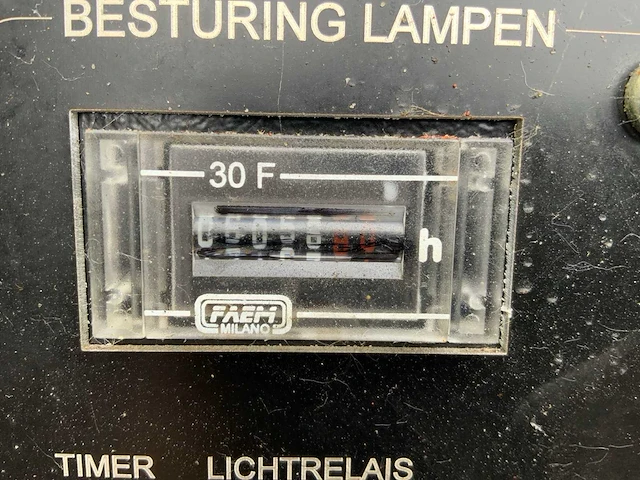 BESTURING LAMPEN
30 F
h
FAEM
MILANO
TIMER LICHTRELAIS